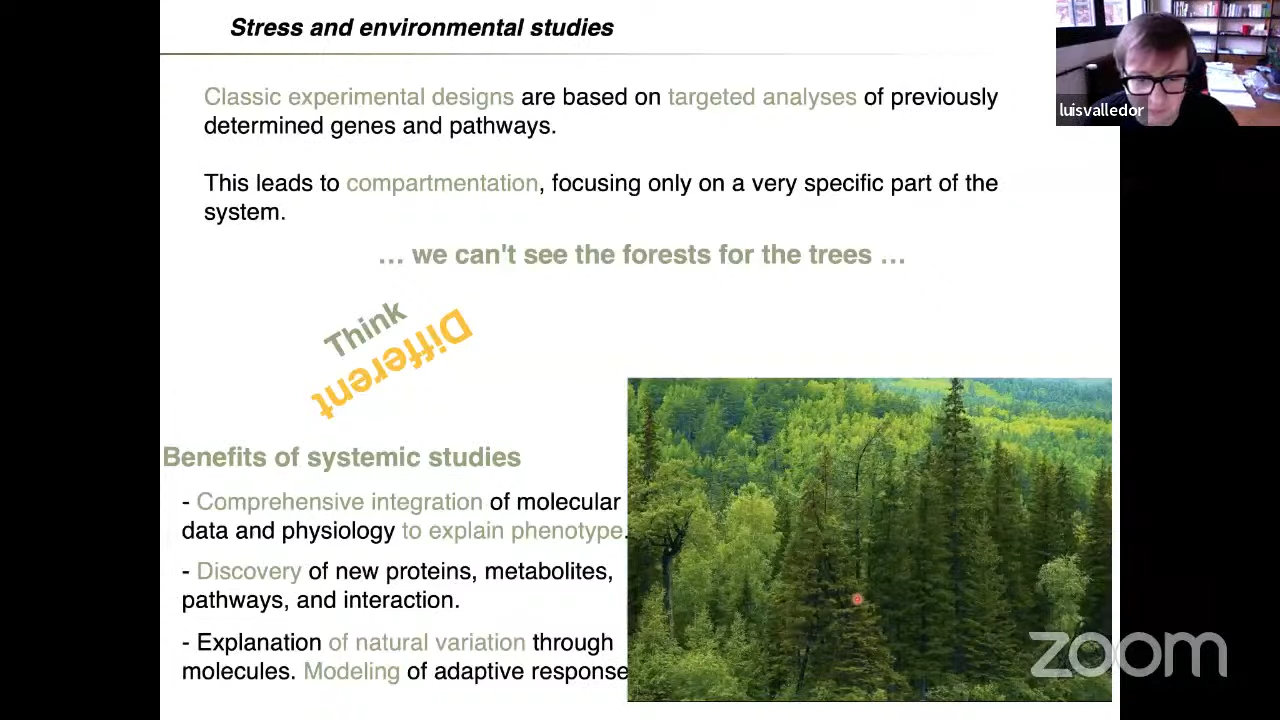 Stress and environmental studies
luisvalledor
Classic experimental designs are based on targeted analyses of previously
determined genes and pathways.
This leads to compartmentation, focusing only on a very specific part of the
system.
... we can't see the forests for the trees ...
Think
Different
Benefits of systemic studies
- Comprehensive integration of molecular
data and physiology to explain phenotype.
- Discovery of new proteins, metabolites,
pathways, and interaction.
- Explanation of natural variation through
molecules. Modeling of adaptive response
zoom